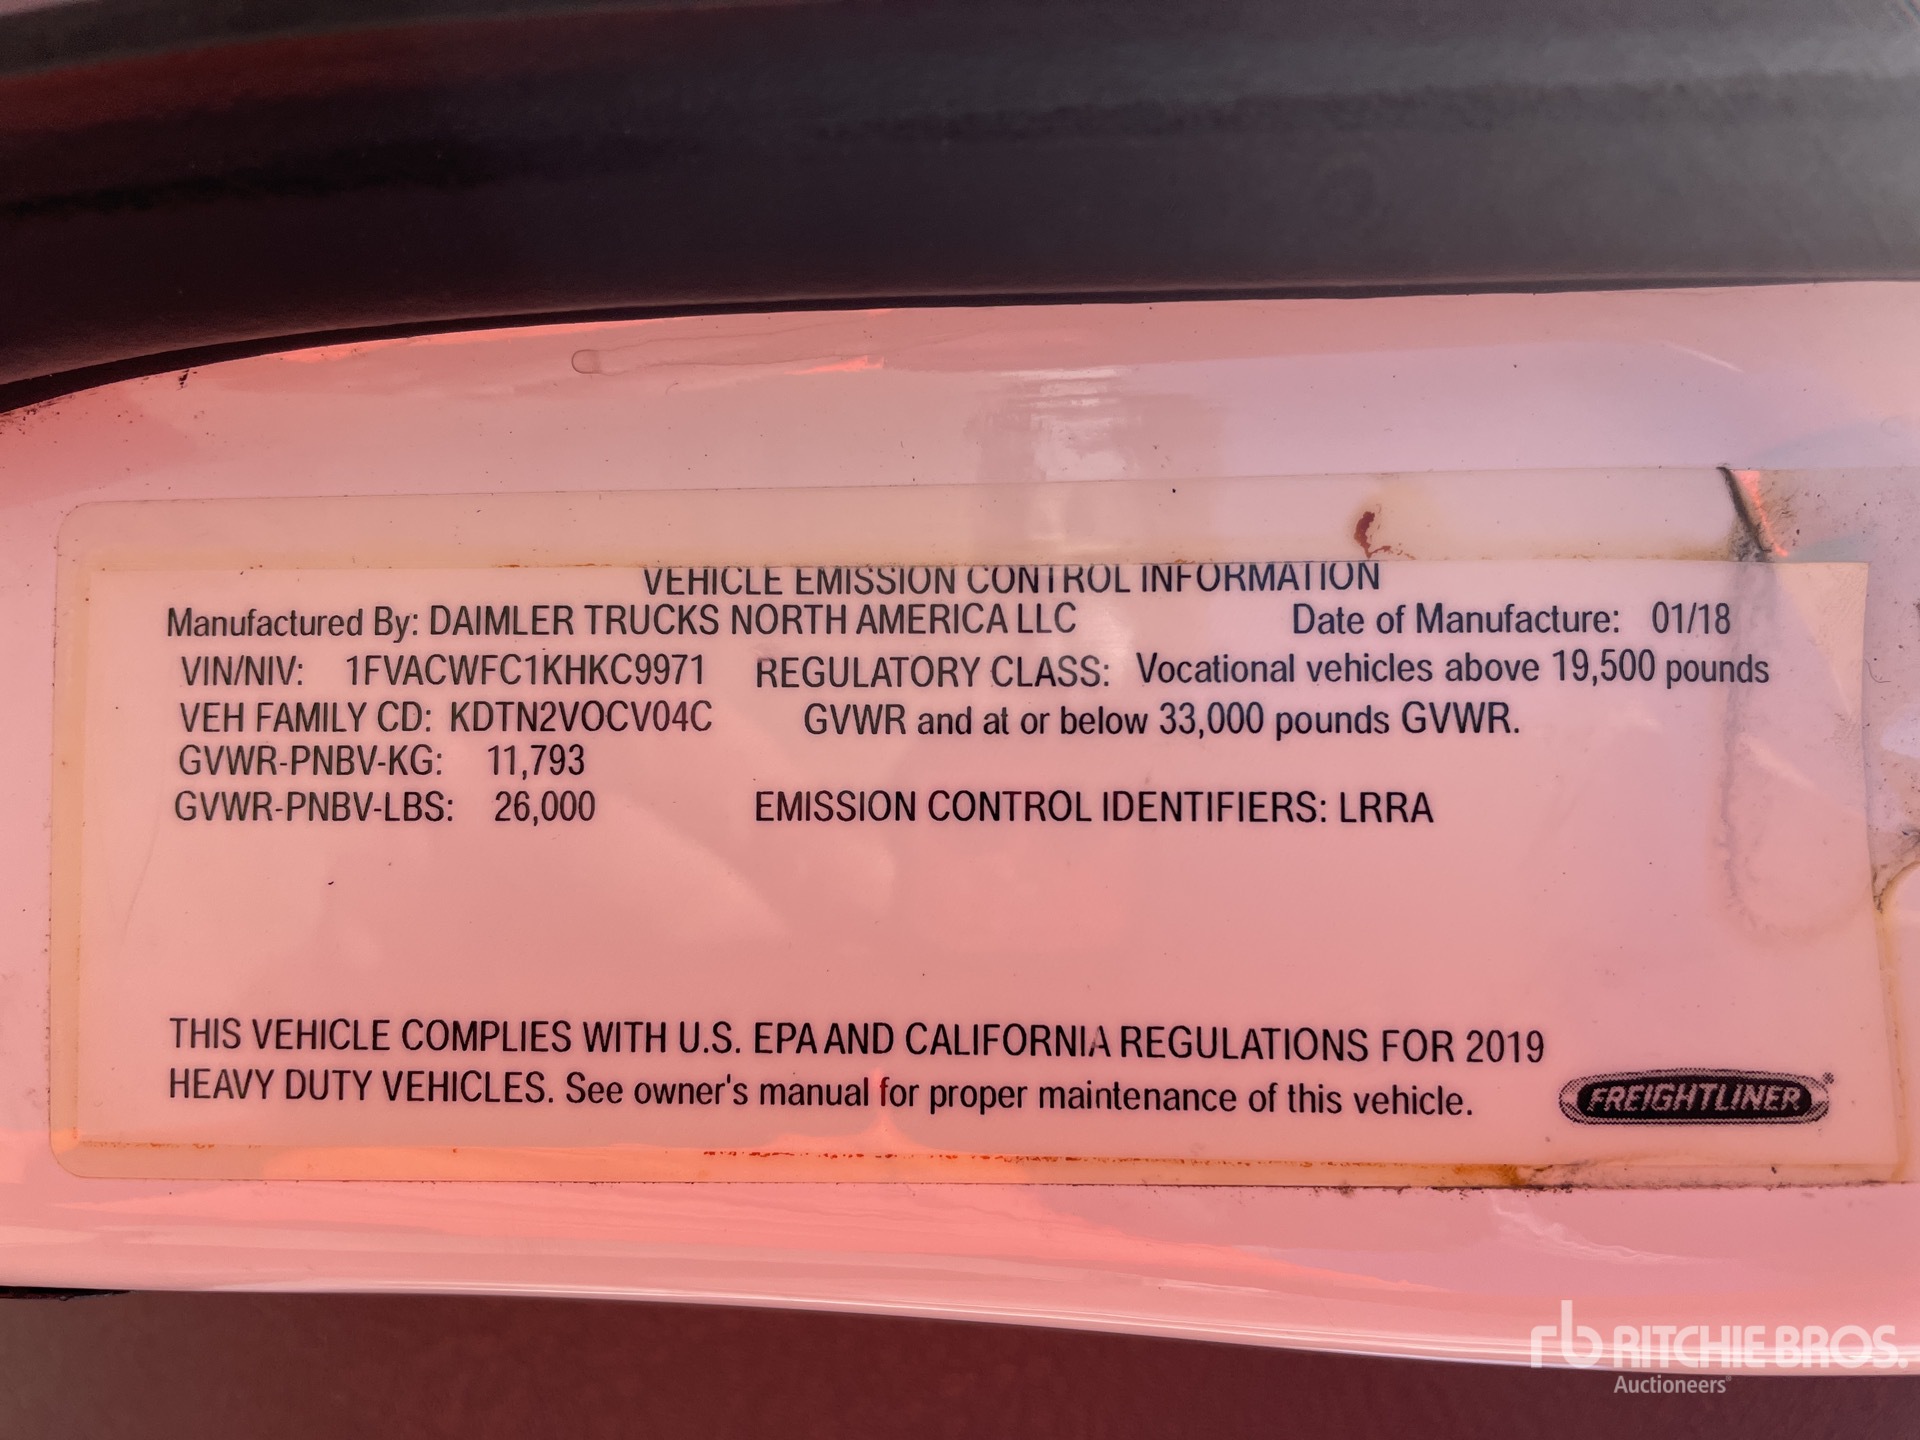 VEHICLE EMISSION CONTROL INFORMATION
Manufactured By: DAIMLER TRUCKS NORTH AMERICA LLC Date of Manufacture: 01/18
VIN/NIV: 1FVACWFC1KHKC9971 REGULATORY CLASS: Vocational vehicles above 19,500 pounds
VEH FAMILY CD: KDTN2VOCV04C GVWR and at or below 33,000 pounds GVWR.
GVWR-PNBV-KG: 11,793
GVWR-PNBV-LBS: 26,000 EMISSION CONTROL IDENTIFIERS: LRRA
THIS VEHICLE COMPLIES WITH U.S. EPA AND CALIFORNIA REGULATIONS FOR 2019
HEAVY DUTY VEHICLES. See owner's manual for proper maintenance of this vehicle.
FREIGHTLINER®
rb RITCHIE BROS.
Auctioneers